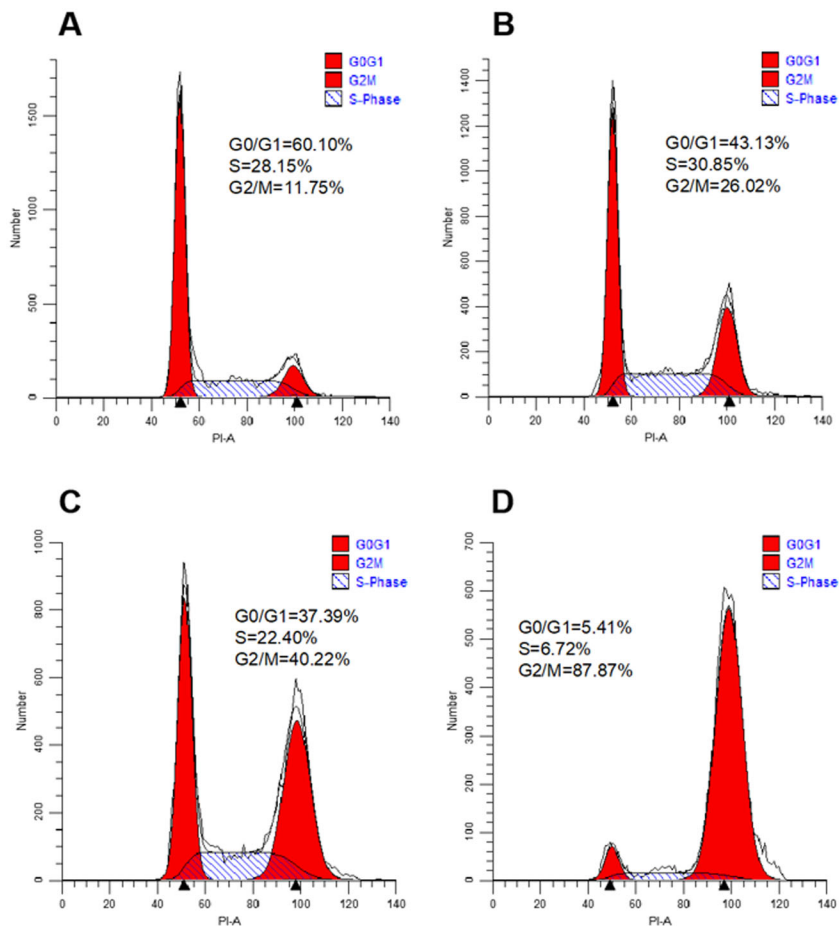 A
G0G1
G2M
S-Phase
G0/G1=60.10%
S=28.15%
G2/M=11.75%
Number
0 500 1000 1500
0 20 40 60 80 100 120 140
PI-A
B
G0G1
G2M
S-Phase
G0/G1=43.13%
S=30.85%
G2/M=26.02%
Number
0 200 400 600 800 1000 1200 1400
0 20 40 60 80 100 120 140
PI-A
C
G0G1
G2M
S-Phase
G0/G1=37.39%
S=22.40%
G2/M=40.22%
Number
0 200 400 600 800 1000
0 20 40 60 80 100 120 140
PI-A
D
G0G1
G2M
S-Phase
G0/G1=5.41%
S=6.72%
G2/M=87.87%
Number
0 100 200 300 400 500 600 700
0 20 40 60 80 100 120 140
PI-A